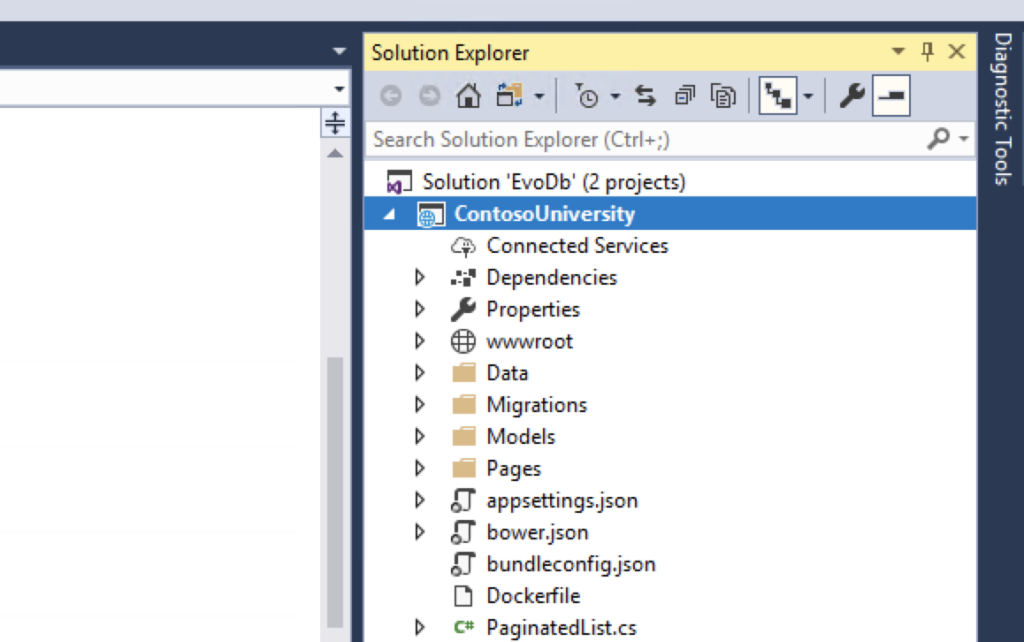 Solution Explorer
Search Solution Explorer (Ctrl+;)
Solution 'EvoDb' (2 projects)
ContosoUniversity
Connected Services
Dependencies
Properties
wwwroot
Data
Migrations
Models
Pages
appsettings.json
bower.json
bundleconfig.json
Dockerfile
C# PaginatedList.cs
Diagnostic Tools